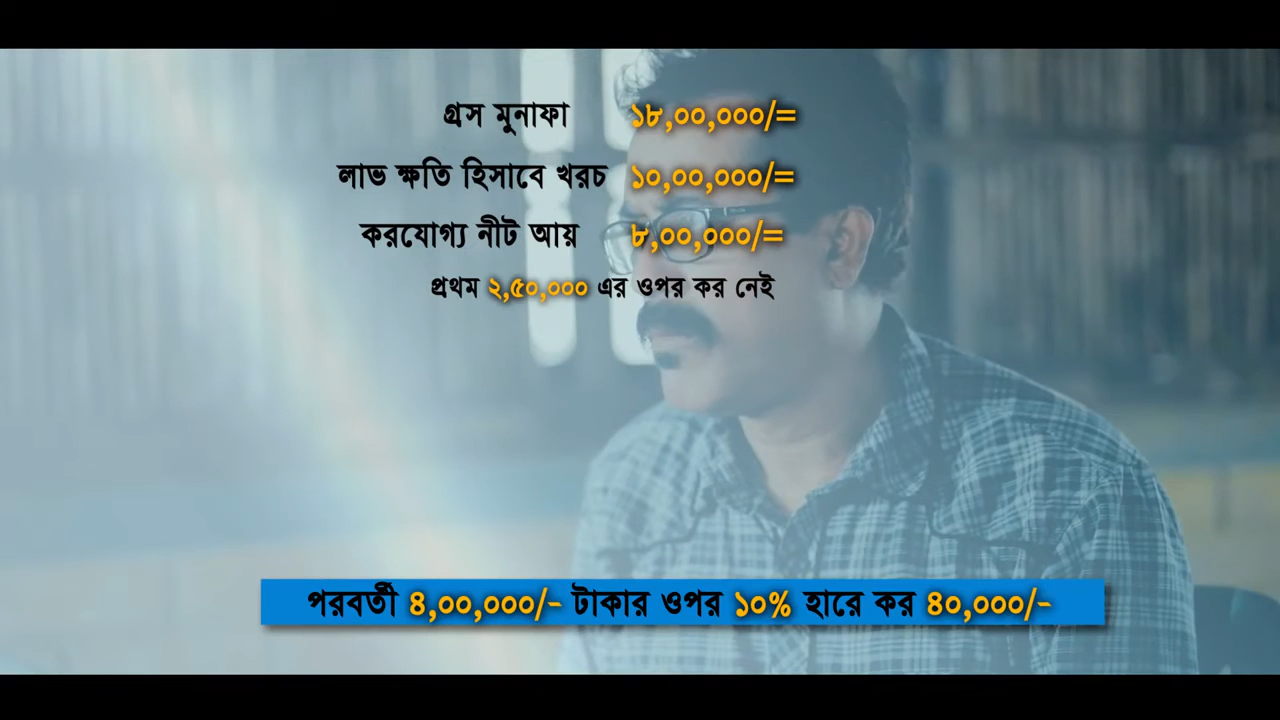 গ্রস মুনাফা ১৮,০০,০০০/=
লাভ ক্ষতি হিসাবে খরচ ১০,০০,০০০/=
করযোগ্য নীট আয় ৮,০০,০০০/=
প্রথম ২,৫০,০০০ এর ওপর কর নেই
পরবর্তী ৪,০০,০০০/- টাকার ওপর ১০% হারে কর ৪০,০০০/-